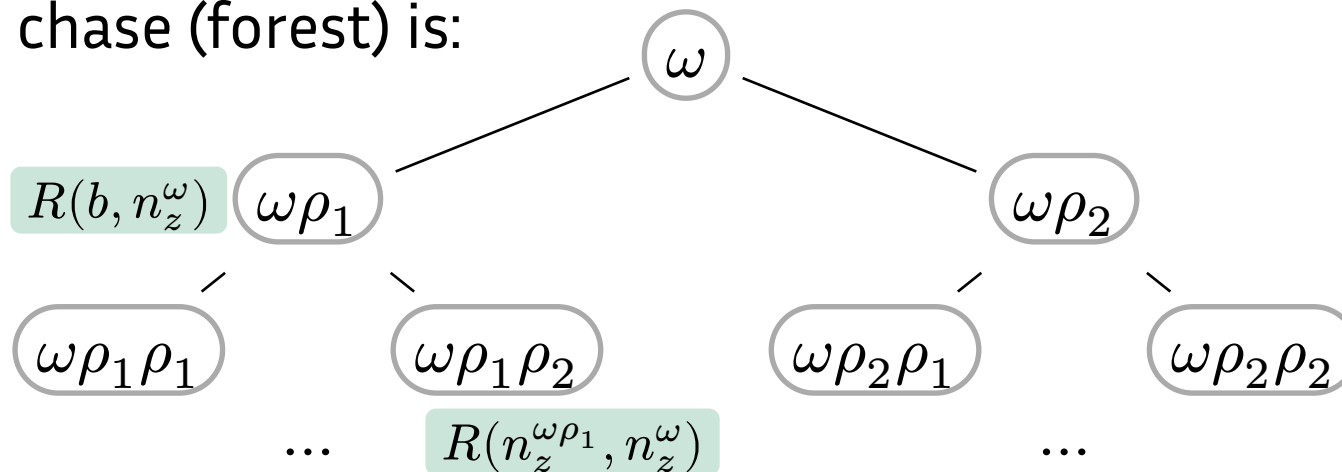 chase (forest) is:
ω
R(b, n_z^ω) ωρ₁ ωρ₂
ωρ₁ρ₁ ωρ₁ρ₂ ωρ₂ρ₁ ωρ₂ρ₂
... R(n_z^{ωρ₁}, n_z^ω) ...